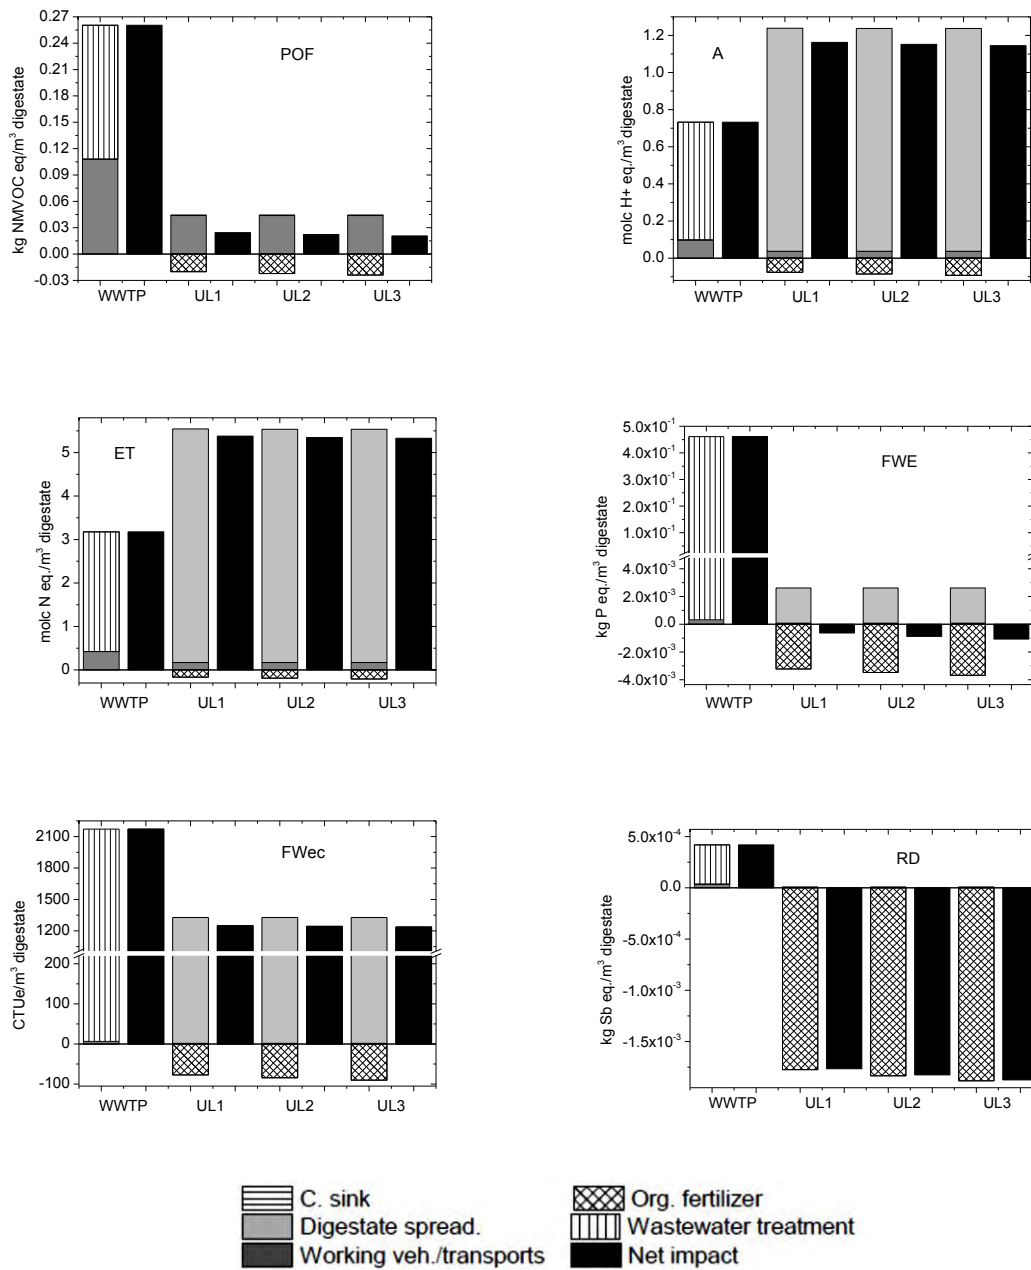 POF
kg NMVOC eq/m³ digestate
0.27
0.24
0.21
0.18
0.15
0.12
0.09
0.06
0.03
0.00
-0.03
WWTP UL1 UL2 UL3
A
molc H+ eq./m³ digestate
1.2
1.0
0.8
0.6
0.4
0.2
0.0
WWTP UL1 UL2 UL3
ET
molc N eq./m³ digestate
5
4
3
2
1
0
WWTP UL1 UL2 UL3
FWE
kg P eq./m³ digestate
5.0x10⁻¹
4.0x10⁻¹
3.0x10⁻¹
2.0x10⁻¹
1.0x10⁻¹
4.0x10⁻³
2.0x10⁻³
0.0
-2.0x10⁻³
-4.0x10⁻³
WWTP UL1 UL2 UL3
FWec
CTUe/m³ digestate
2100
1800
1500
1200
200
100
0
-100
WWTP UL1 UL2 UL3
RD
kg Sb eq./m³ digestate
5.0x10⁻⁴
0.0
-5.0x10⁻⁴
-1.0x10⁻³
-1.5x10⁻³
WWTP UL1 UL2 UL3
C. sink
Org. fertilizer
Digestate spread.
Wastewater treatment
Working veh./transports
Net impact